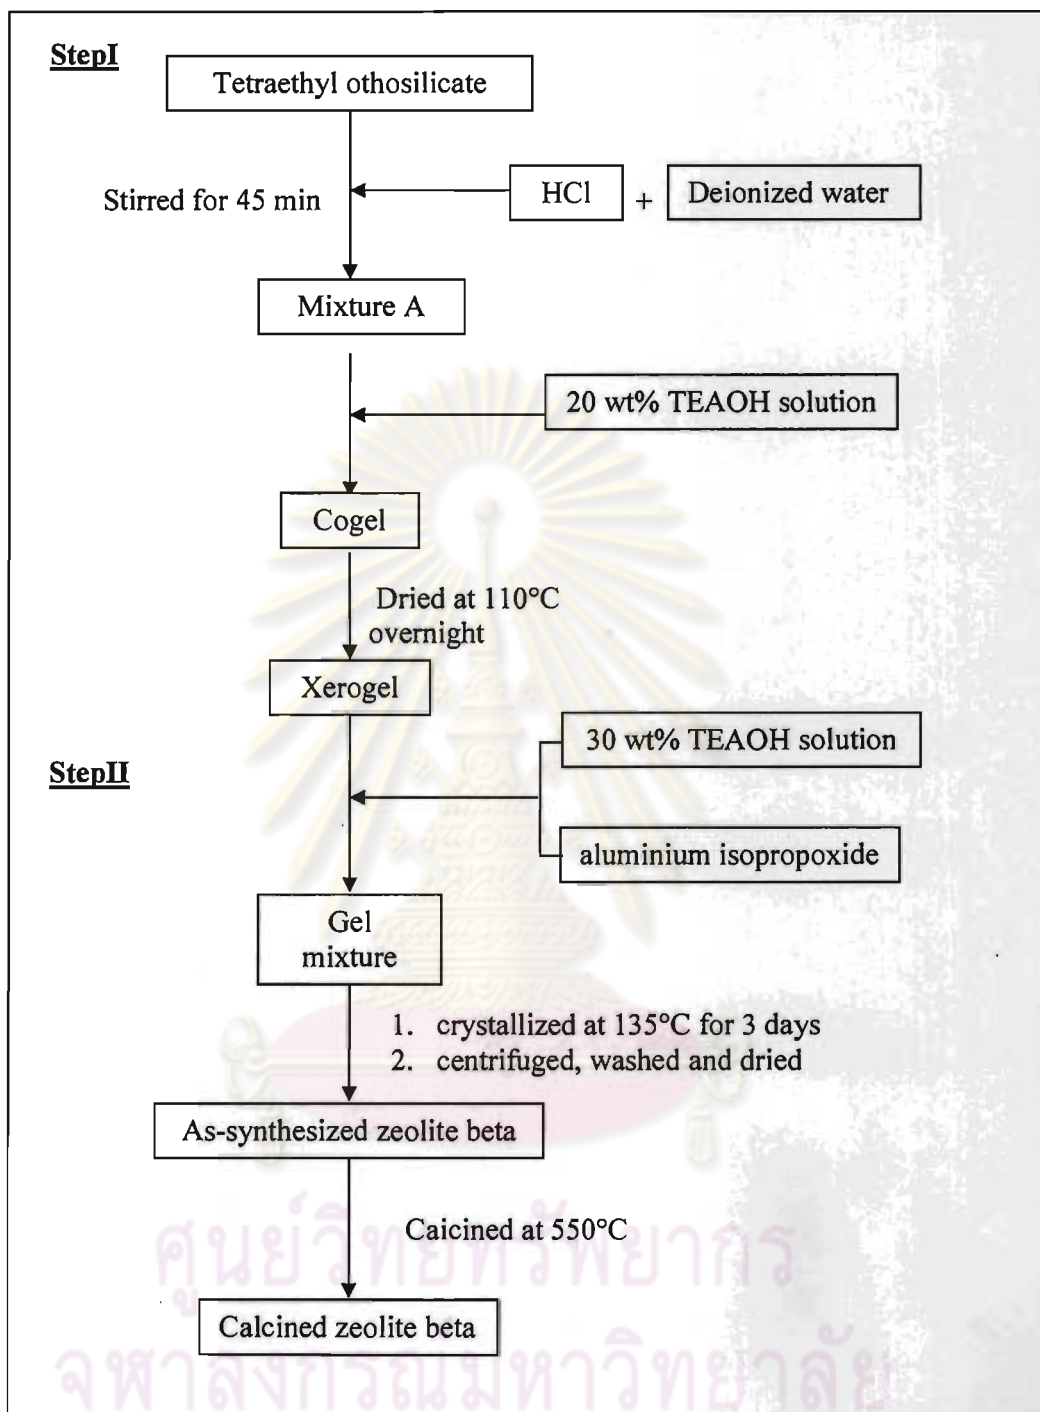 StepI
Tetraethyl othosilicate
Stirred for 45 min
HCl + Deionized water
Mixture A
20 wt% TEAOH solution
Cogel
Dried at 110°C
overnight
Xerogel
30 wt% TEAOH solution
StepII
aluminium isopropoxide
Gel
mixture
1. crystallized at 135°C for 3 days
2. centrifuged, washed and dried
As-synthesized zeolite beta
Caicined at 550°C
ศูนย์วิทยทรัพยากร
Calcined zeolite beta
จุฬาลงกรณ์มหาวิทยาลัย